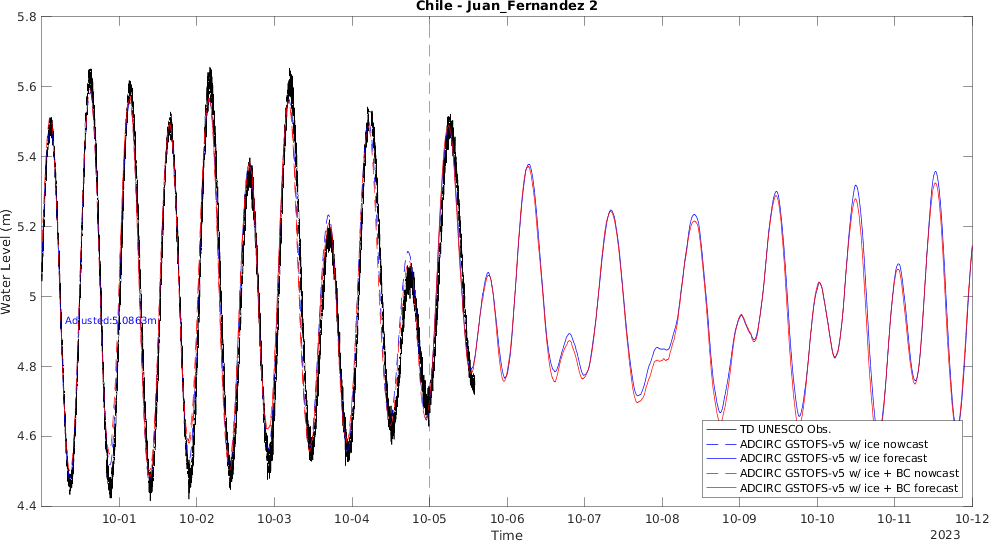 Chile - Juan_Fernandez 2
5.8
5.6
5.4
5.2
5
4.8
4.6
4.4
Water Level (m)
Adjusted:5.0863m
TD UNESCO Obs.
ADCIRC GSTOFS-v5 w/ ice nowcast
ADCIRC GSTOFS-v5 w/ ice forecast
ADCIRC GSTOFS-v5 w/ ice + BC nowcast
ADCIRC GSTOFS-v5 w/ ice + BC forecast
10-01 10-02 10-03 10-04 10-05 10-06 10-07 10-08 10-09 10-10 10-11 10-12
Time
2023